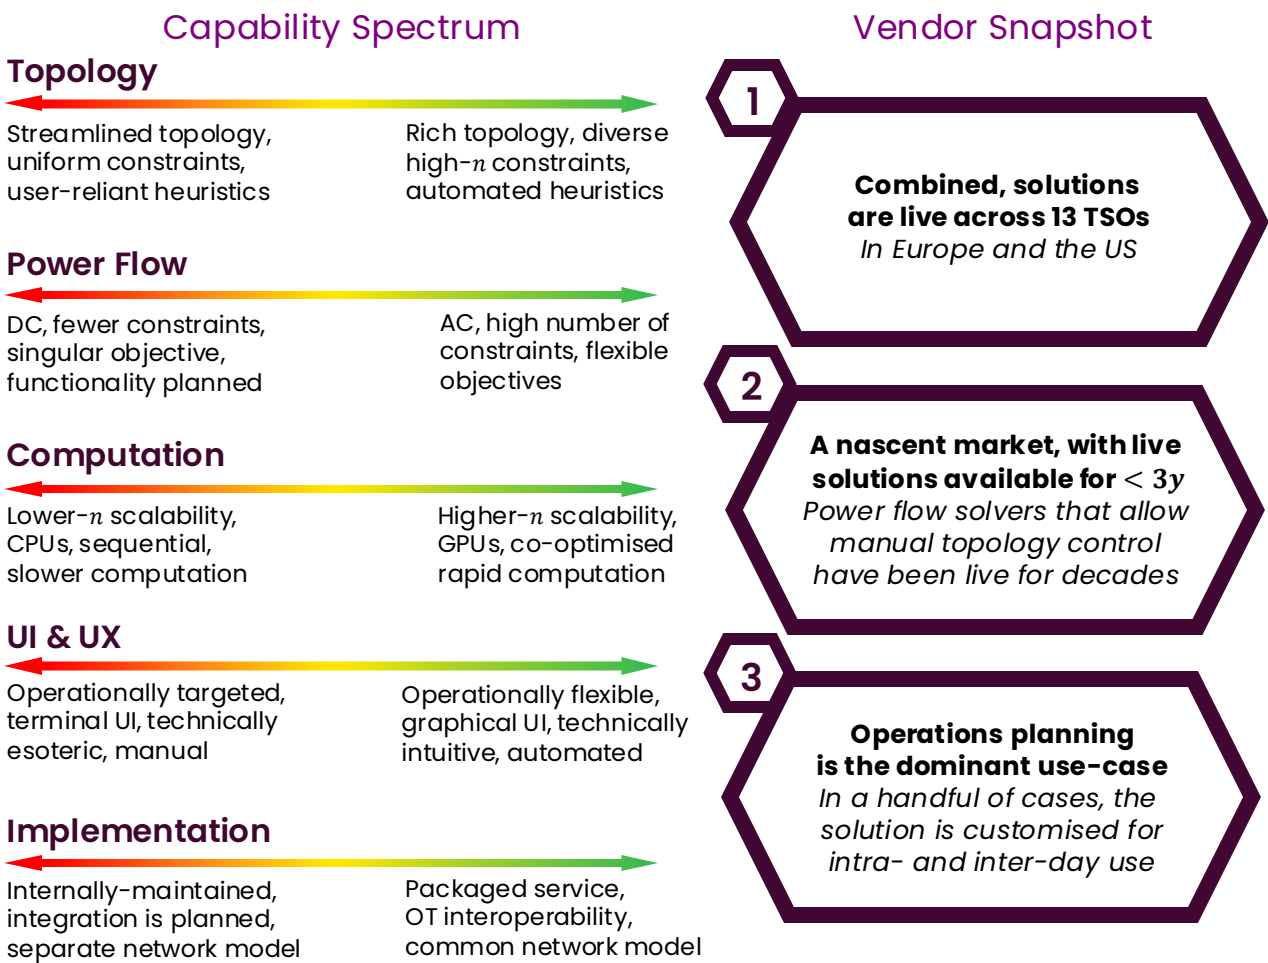 Capability Spectrum
Topology
Streamlined topology,
uniform constraints,
user-reliant heuristics
Rich topology, diverse
high-n constraints,
automated heuristics
Power Flow
DC, fewer constraints,
singular objective,
functionality planned
AC, high number of
constraints, flexible
objectives
Computation
Lower-n scalability,
CPUs, sequential,
slower computation
Higher-n scalability,
GPUs, co-optimised
rapid computation
UI & UX
Operationally targeted,
terminal UI, technically
esoteric, manual
Operationally flexible,
graphical UI, technically
intuitive, automated
Implementation
Internally-maintained,
integration is planned,
separate network model
Packaged service,
OT interoperability,
common network model
Vendor Snapshot
1
Combined, solutions
are live across 13 TSOs
In Europe and the US
2
A nascent market, with live
solutions available for < 3y
Power flow solvers that allow
manual topology control
have been live for decades
3
Operations planning
is the dominant use-case
In a handful of cases, the
solution is customised for
intra- and inter-day use